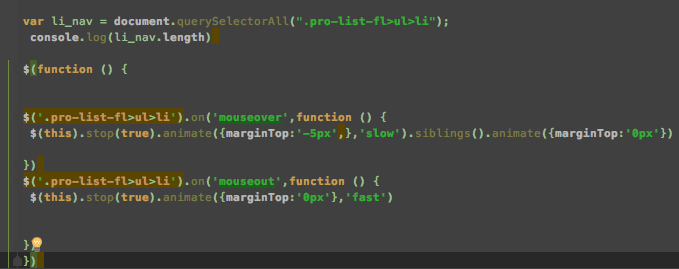 var li_nav = document.querySelectorAll(".pro-list-fl>ul>li");
console.log(li_nav.length)
$(function () {
$('.pro-list-fl>ul>li').on('mouseover',function () {
$(this).stop(true).animate({marginTop:'-5px',},'slow').siblings().animate({marginTop:'0px'})
})
$('.pro-list-fl>ul>li').on('mouseout',function () {
$(this).stop(true).animate({marginTop:'0px'},'fast')
})
})